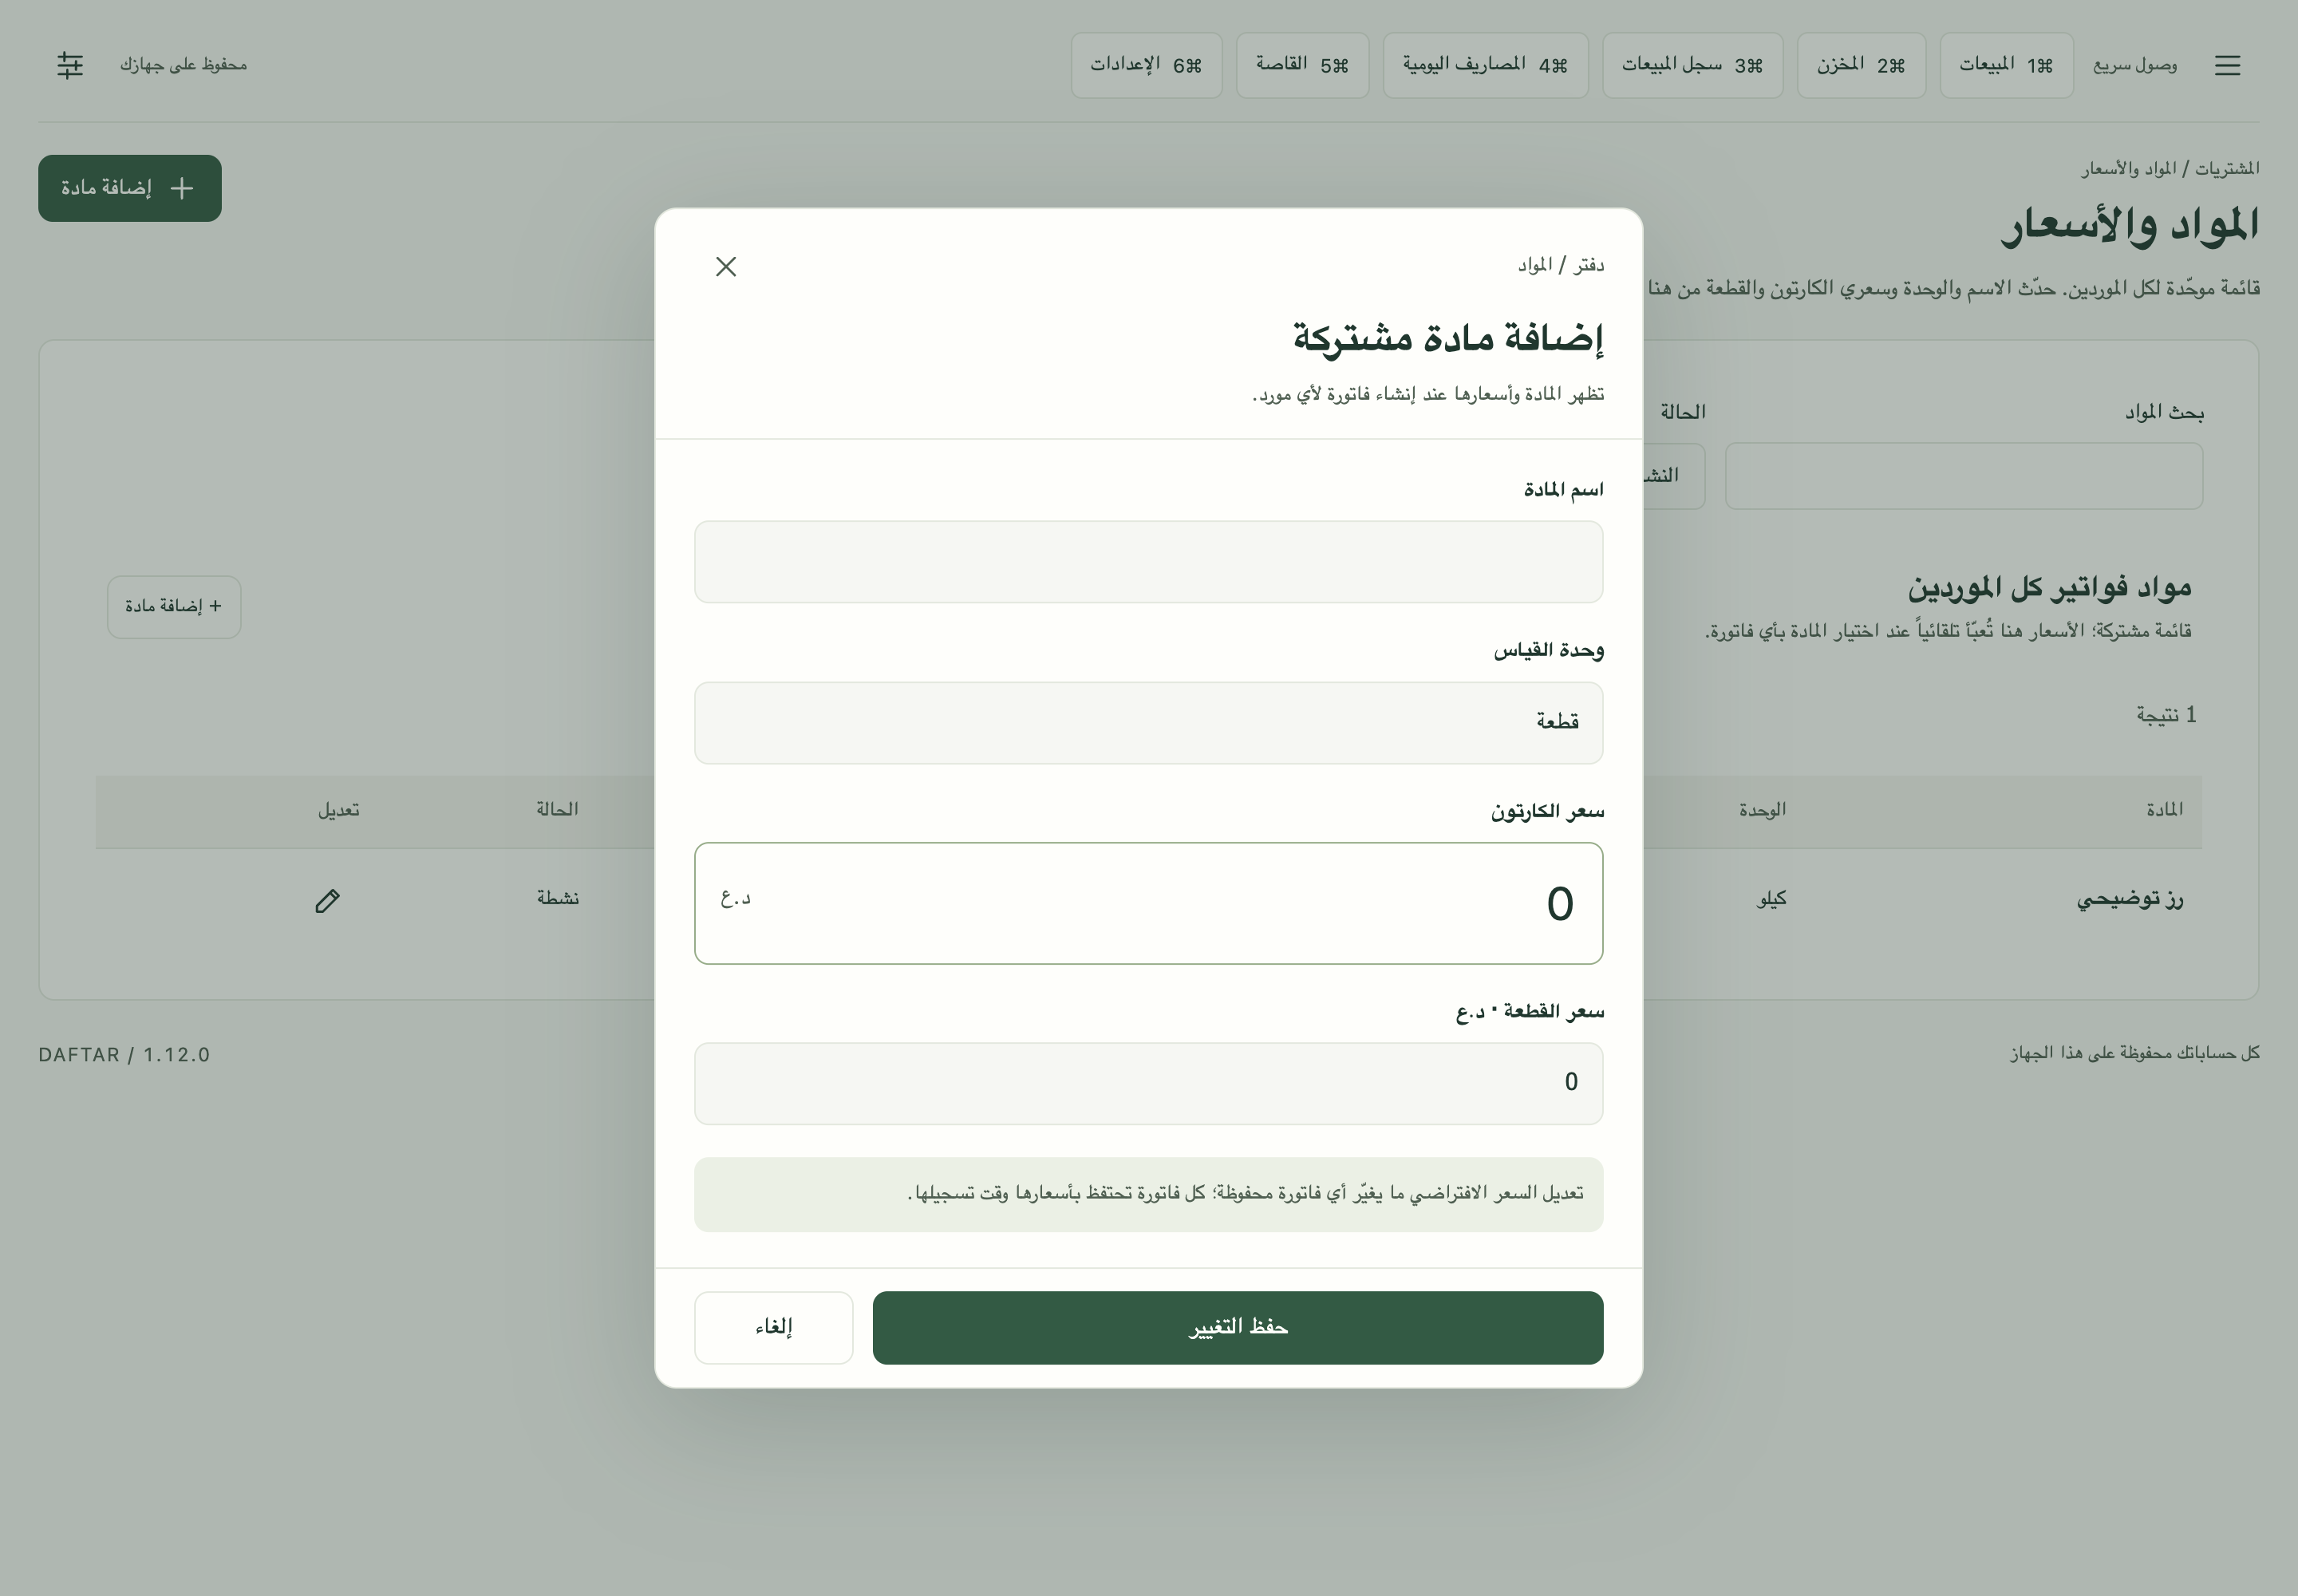 وصول سريع
⌘1 المبيعات
⌘2 المخزن
⌘3 سجل المبيعات
⌘4 المصاريف اليومية
⌘5 القاصة
⌘6 الإعدادات
محفوظ على جهازك
المشتريات / المواد والأسعار
المواد والأسعار
قائمة موحّدة لكل الموردين. حدّث الاسم والوحدة وسعري الكارتون والقطعة من هنا
+ إضافة مادة
بحث المواد
الحالة
مواد فواتير كل الموردين
قائمة مشتركة؛ الأسعار هنا تُعبّأ تلقائياً عند اختيار المادة بأي فاتورة.
+ إضافة مادة
1 نتيجة
المادة
الوحدة
الحالة
تعديل
رز توضيحي
كيلو
نشطة
دفتر / المواد
إضافة مادة مشتركة
تظهر المادة وأسعارها عند إنشاء فاتورة لأي مورد.
اسم المادة
وحدة القياس
قطعة
سعر الكارتون
0 د.ع
سعر القطعة · د.ع
0
تعديل السعر الافتراضي ما يغيّر أي فاتورة محفوظة؛ كل فاتورة تحتفظ بأسعارها وقت تسجيلها.
حفظ التغيير
إلغاء
كل حساباتك محفوظة على هذا الجهاز
DAFTAR / 1.12.0